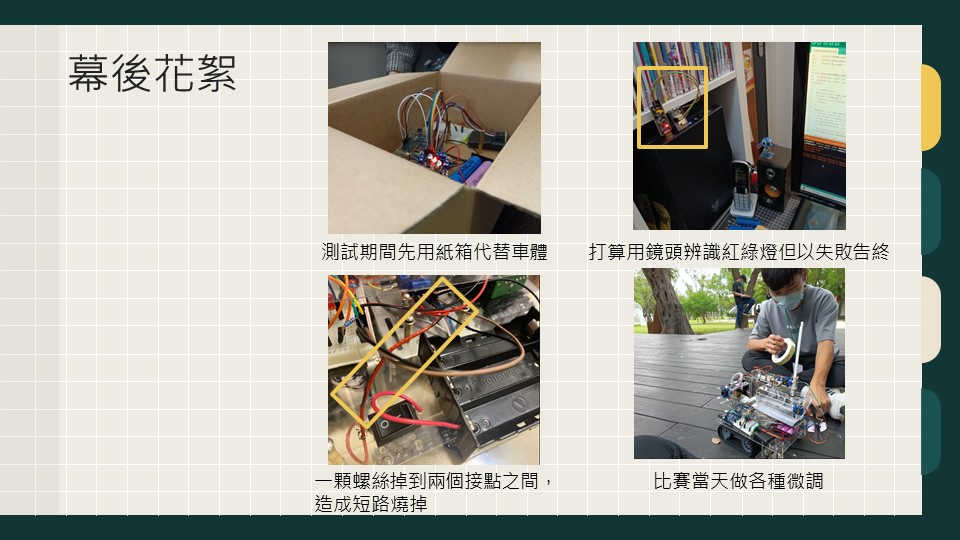 幕後花絮
測試期間先用紙箱代替車體
打算用鏡頭辨識紅綠燈但以失敗告終
一顆螺絲掉到兩個接點之間，
造成短路燒掉
比賽當天做各種微調